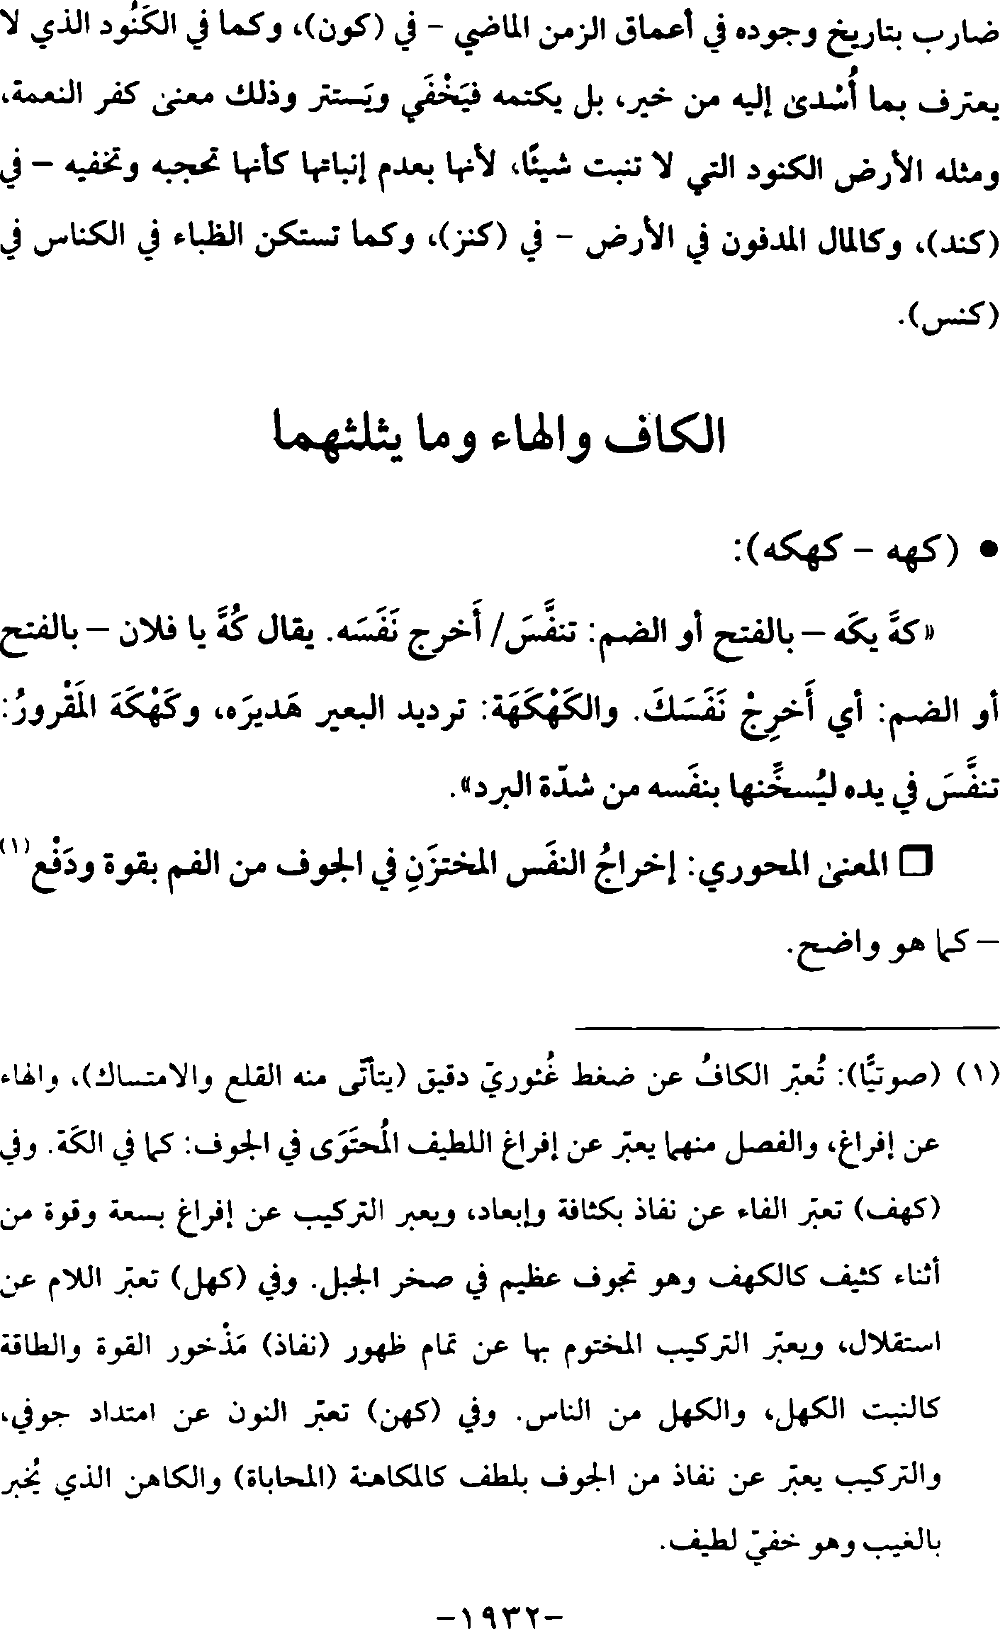 ضارب بتاريخ وجوده في أعماق الزمن الماضي - في (كون)، وكما في الكَنُود الذي لا
يعترف بما أُسْدىٰ إليه من خير، بل يكتمه فيَخْفَي ويَستتر وذلك معنىٰ كفر النعمة،
ومثله الأرض الكنود التي لا تنبت شيئًا، لأنها بعدم إنباتها كأنها تحجبه وتخفيه – في
(كند)، وكالمال المدفون في الأرض - في (كنز)، وكما تستكن الظباء في الكناس في
(كنس).
الكاف والهاء وما يثلثهما
• (كهه - كهكه):
«كهَّ يكَه – بالفتح أو الضم: تنفَّسَ/ أَخرج نَفَسَه. يقال كُهَّ يا فلان – بالفتح
أو الضم: أي أَخرِجْ نَفَسَكَ. والكَهْكَهَة: ترديد البعير هَديرَه، وكَهْكَهَ المَقْرورُ:
تنفَّسَ في يده ليُسخِّنها بنفَسه من شدّة البرد».
□ المعنىٰ المحوري: إخراجُ النفَس المختزَنِ في الجوف من الفم بقوة ودَفْع(١)
– كما هو واضح.
(١) (صوتيًّا): تُعبّر الكافُ عن ضغط غُئوريّ دقيق (يتأتّى منه القلع والامتساك)، والهاء
عن إفراغ، والفصل منهما يعبّر عن إفراغ اللطيف المُحتَوَى في الجوف: كما في الكَهّ. وفي
(كهف) تعبّر الفاء عن نفاذ بكثافة وإبعاد، ويعبر التركيب عن إفراغ بسعة وقوة من
أثناء كثيف كالكهف وهو تجوف عظيم في صخر الجبل. وفي (كهل) تعبّر اللام عن
استقلال، ويعبّر التركيب المختوم بها عن تمام ظهور (نفاذ) مَذْخور القوة والطاقة
كالنبت الكهل، والكهل من الناس. وفي (كهن) تعبّر النون عن امتداد جوفي،
والتركيب يعبّر عن نفاذ من الجوف بلطف كالمكاهنة (المحاباة) والكاهن الذي يُخبر
بالغيب وهو خفيّ لطيف.
-١٩٣٢-